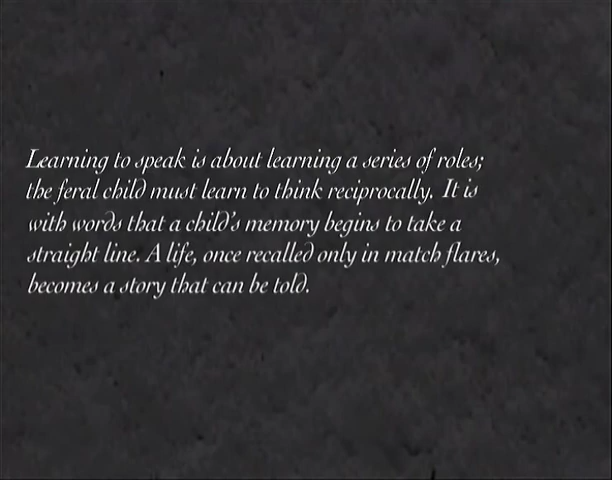 Learning to speak is about learning a series of roles;
the feral child must learn to think reciprocally. It is
with words that a child's memory begins to take a
straight line. A life, once recalled only in match flares,
becomes a story that can be told.